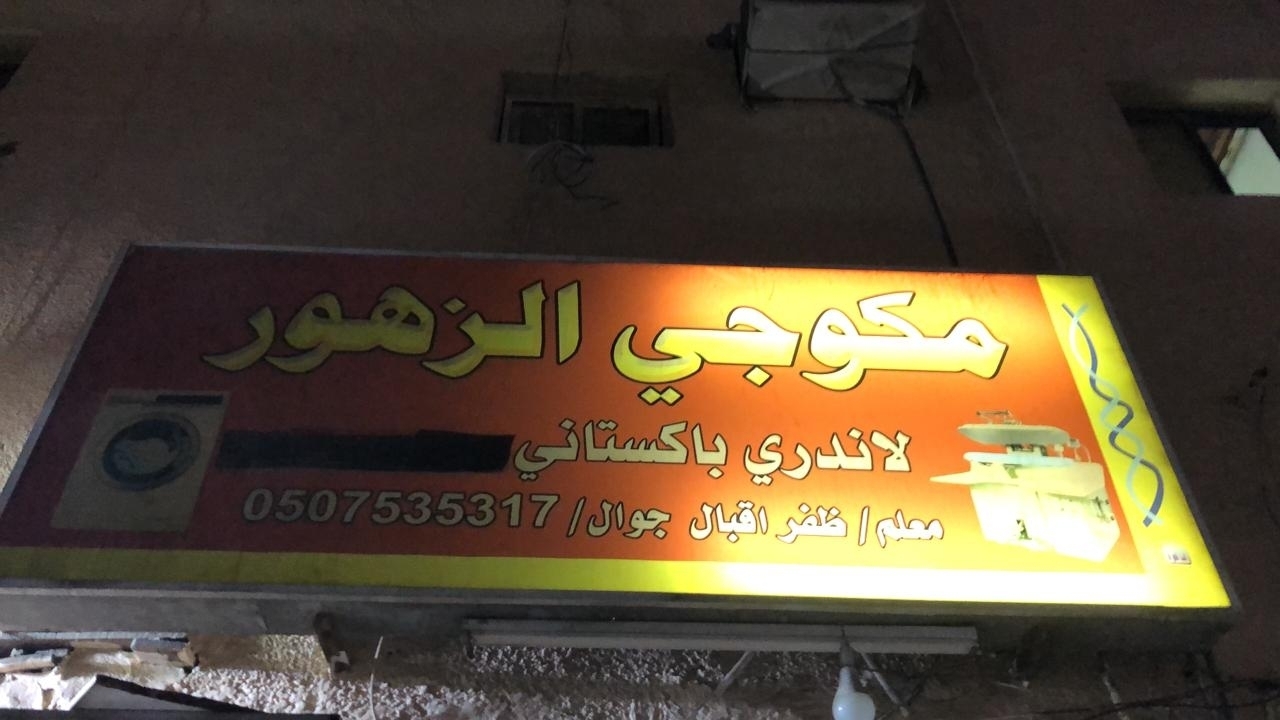 مكوجي الزهور
لاندري باكستاني
معلم / ظفر اقبال جوال / 0507535317